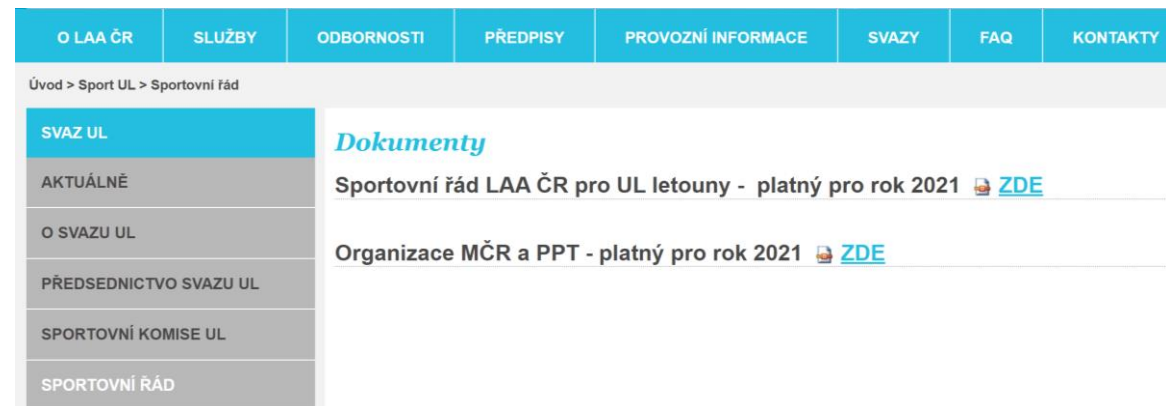 O LAA ČR SLUŽBY ODBORNOSTI PŘEDPISY PROVOZNÍ INFORMACE SVAZY FAQ KONTAKTY
Úvod > Sport UL > Sportovní řád
SVAZ UL
AKTUÁLNĚ
O SVAZU UL
PŘEDSEDNICTVO SVAZU UL
SPORTOVNÍ KOMISE UL
SPORTOVNÍ ŘÁD
Dokumenty
Sportovní řád LAA ČR pro UL letouny - platný pro rok 2021 ZDE
Organizace MČR a PPT - platný pro rok 2021 ZDE